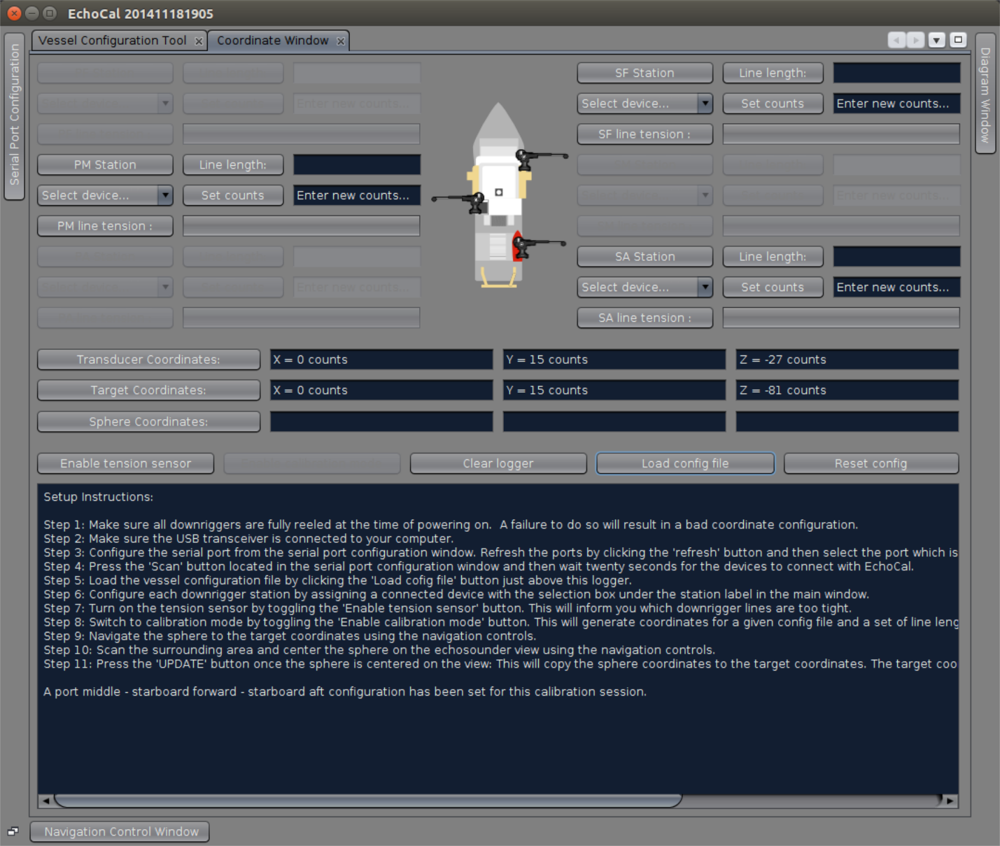 EchoCal 201411181905
Vessel Configuration Tool
Coordinate Window
Serial Port Configuration
Diagram Window
SF Station
Line length:
Select device...
Set counts
Enter new counts...
SF line tension :
Enter new counts...
PM Station
Line length:
Select device...
Set counts
Enter new counts...
PM line tension :
Enter new counts...
Enter new counts...
SA Station
Line length:
Select device...
Set counts
Enter new counts...
SA line tension :
Transducer Coordinates:
X = 0 counts
Y = 15 counts
Z = -27 counts
Target Coordinates:
X = 0 counts
Y = 15 counts
Z = -81 counts
Sphere Coordinates:
Enable tension sensor
Clear logger
Load config file
Reset config
Setup Instructions:
Step 1: Make sure all downriggers are fully reeled at the time of powering on.  A failure to do so will result in a bad coordinate configuration.
Step 2: Make sure the USB transceiver is connected to your computer.
Step 3: Configure the serial port from the serial port configuration window. Refresh the ports by clicking the 'refresh' button and then select the port which is
Step 4: Press the 'Scan' button located in the serial port configuration window and then wait twenty seconds for the devices to connect with EchoCal.
Step 5: Load the vessel configuration file by clicking the 'Load cofig file' button just above this logger.
Step 6: Configure each downrigger station by assigning a connected device with the selection box under the station label in the main window.
Step 7: Turn on the tension sensor by toggling the 'Enable tension sensor' button. This will inform you which downrigger lines are too tight.
Step 8: Switch to calibration mode by toggling the 'Enable calibration mode' button. This will generate coordinates for a given config file and a set of line leng
Step 9: Navigate the sphere to the target coordinates using the navigation controls.
Step 10: Scan the surrounding area and center the sphere on the echosounder view using the navigation controls.
Step 11: Press the 'UPDATE' button once the sphere is centered on the view: This will copy the sphere coordinates to the target coordinates. The target coo
A port middle - starboard forward - starboard aft configuration has been set for this calibration session.
Navigation Control Window